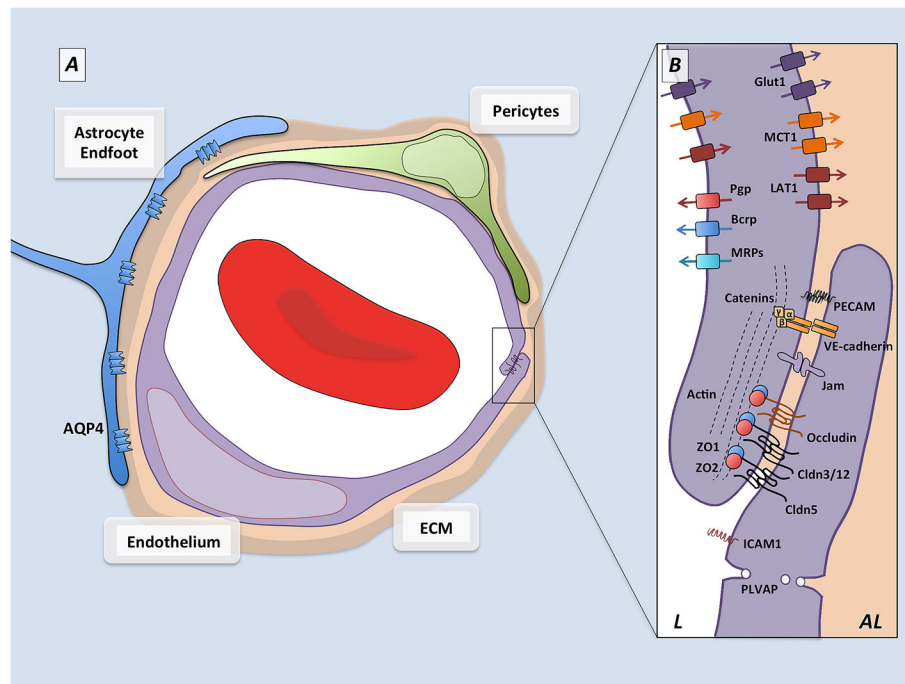 A
Astrocyte
Endfoot
Pericytes
AQP4
Endothelium
ECM
B
Glut1
MCT1
LAT1
Pgp
Bcrp
MRPs
Catenins
γ α
β
PECAM
VE-cadherin
Jam
Actin
Occludin
ZO1
ZO2
Cldn3/12
Cldn5
ICAM1
PLVAP
L
AL